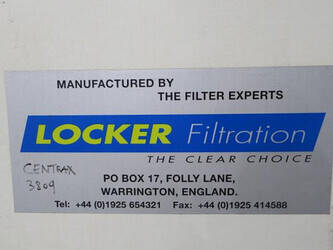 MANUFACTURED BY
THE FILTER EXPERTS
LOCKER Filtration
THE CLEAR CHOICE
CENTRAX
3809
PO BOX 17, FOLLY LANE,
WARRINGTON, ENGLAND.
Tel: +44 (0)1925 654321 Fax: +44 (0)1925 414588